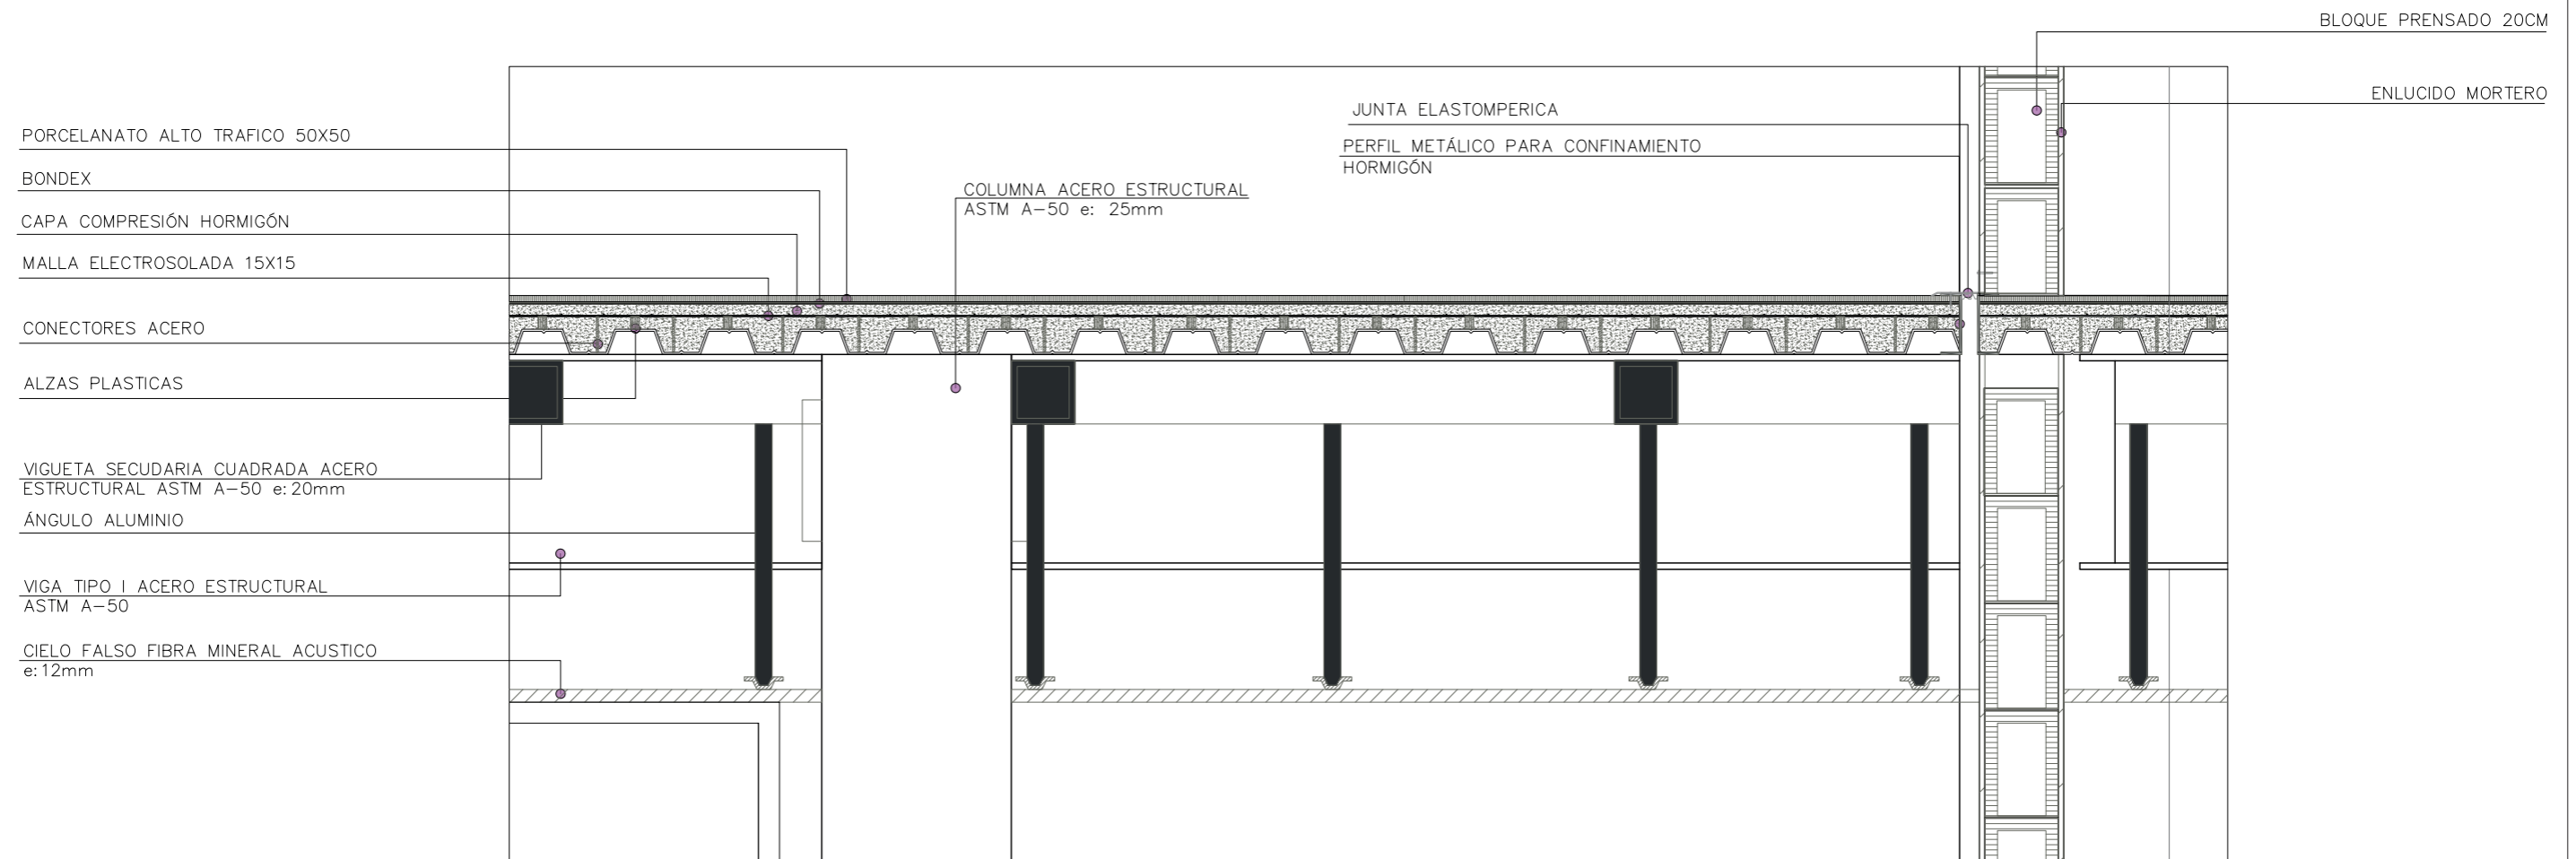 BLOQUE PRENSADO 20CM
ENLUCIDO MORTERO
JUNTA ELASTOMPERICA
PERFIL METÁLICO PARA CONFINAMIENTO
HORMIGÓN
COLUMNA ACERO ESTRUCTURAL
ASTM A-50 e: 25mm
PORCELANATO ALTO TRAFICO 50X50
BONDEX
CAPA COMPRESIÓN HORMIGÓN
MALLA ELECTROSOLADA 15X15
CONECTORES ACERO
ALZAS PLASTICAS
VIGUETA SECUDARIA CUADRADA ACERO
ESTRUCTURAL ASTM A-50 e:20mm
ÁNGULO ALUMINIO
VIGA TIPO I ACERO ESTRUCTURAL
ASTM A-50
CIELO FALSO FIBRA MINERAL ACUSTICO
e:12mm